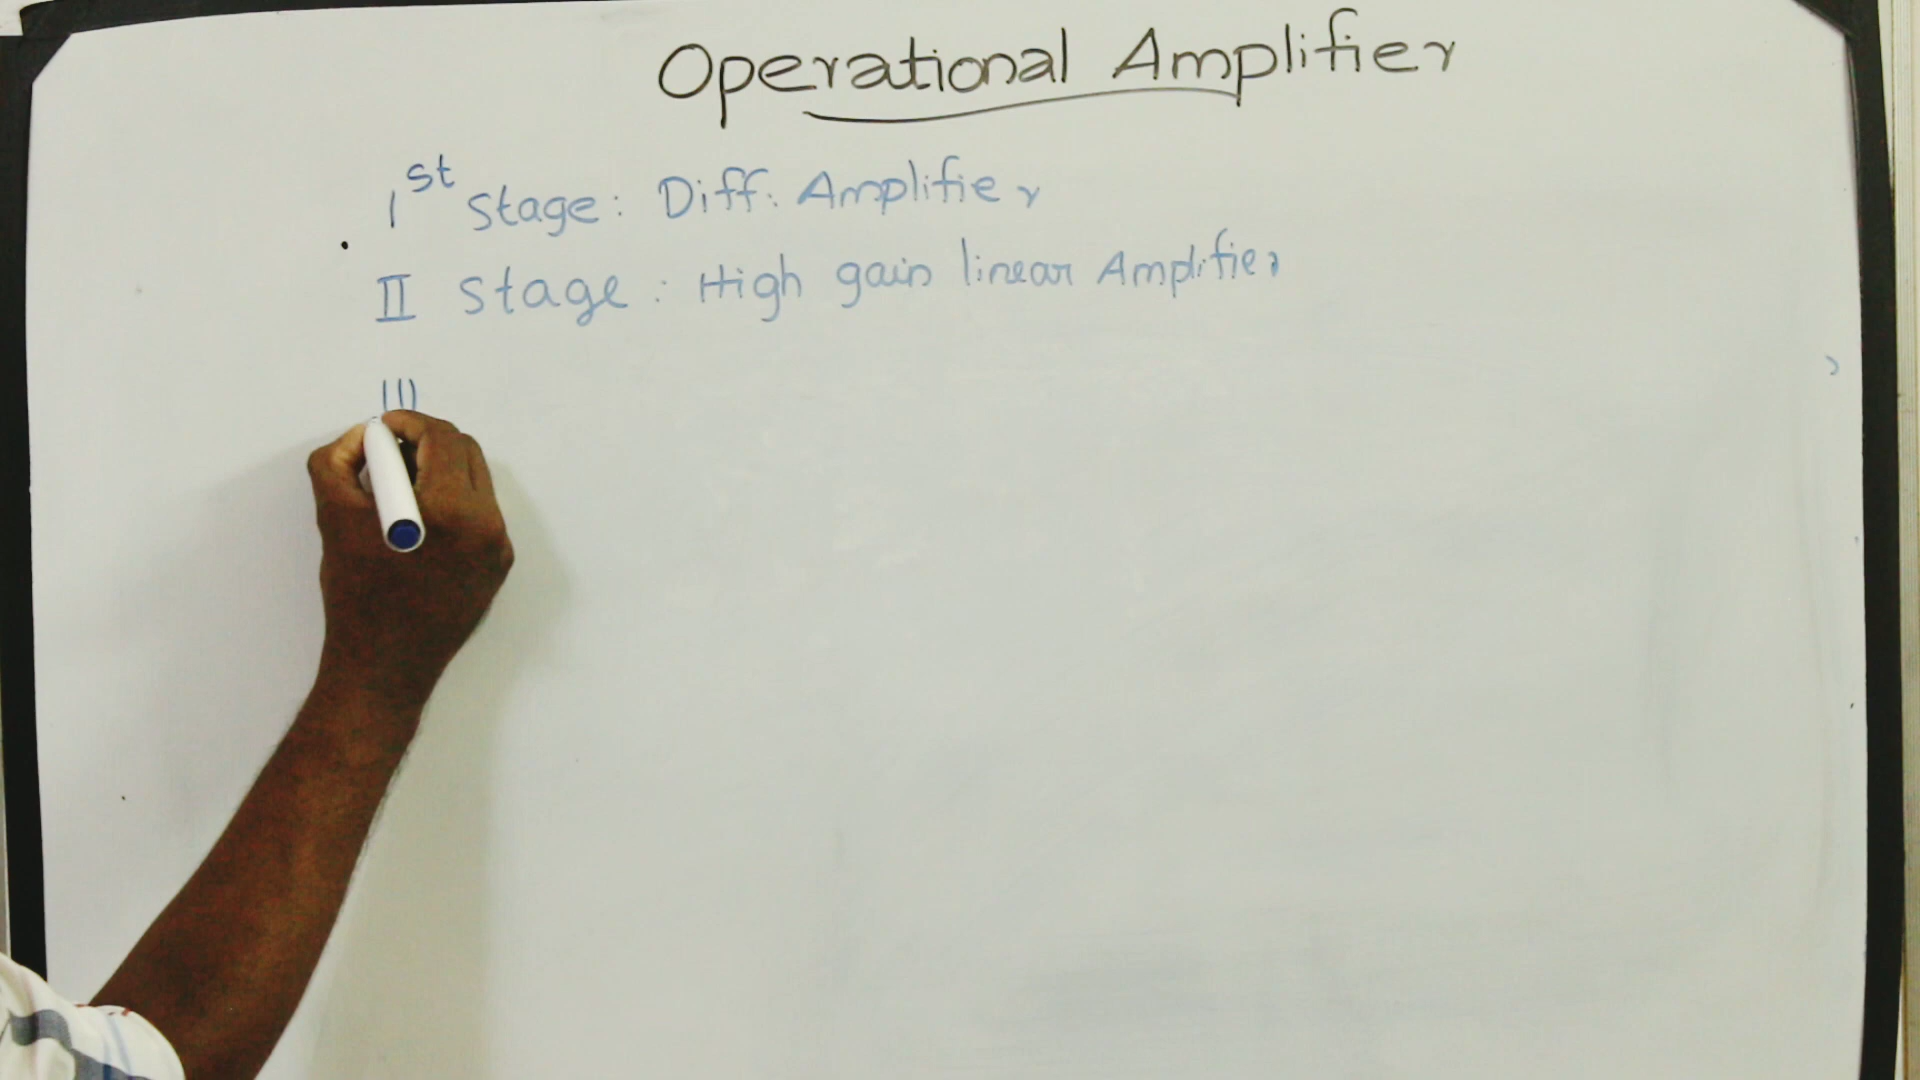 Operational Amplifier
1st Stage: Diff. Amplifier
II Stage: High gain linear Amplifier
III